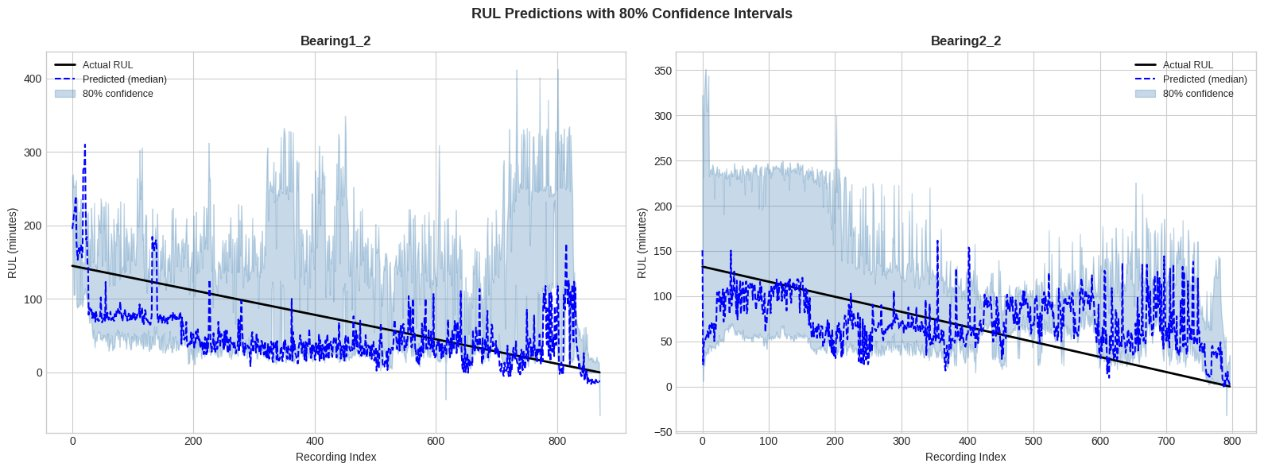 RUL Predictions with 80% Confidence Intervals
Bearing1_2
Actual RUL
Predicted (median)
80% confidence
400
300
200
100
0
RUL (minutes)
0
200
400
600
800
Recording Index
Bearing2_2
Actual RUL
Predicted (median)
80% confidence
350
300
250
200
150
100
50
0
−50
RUL (minutes)
0
100
200
300
400
500
600
700
800
Recording Index